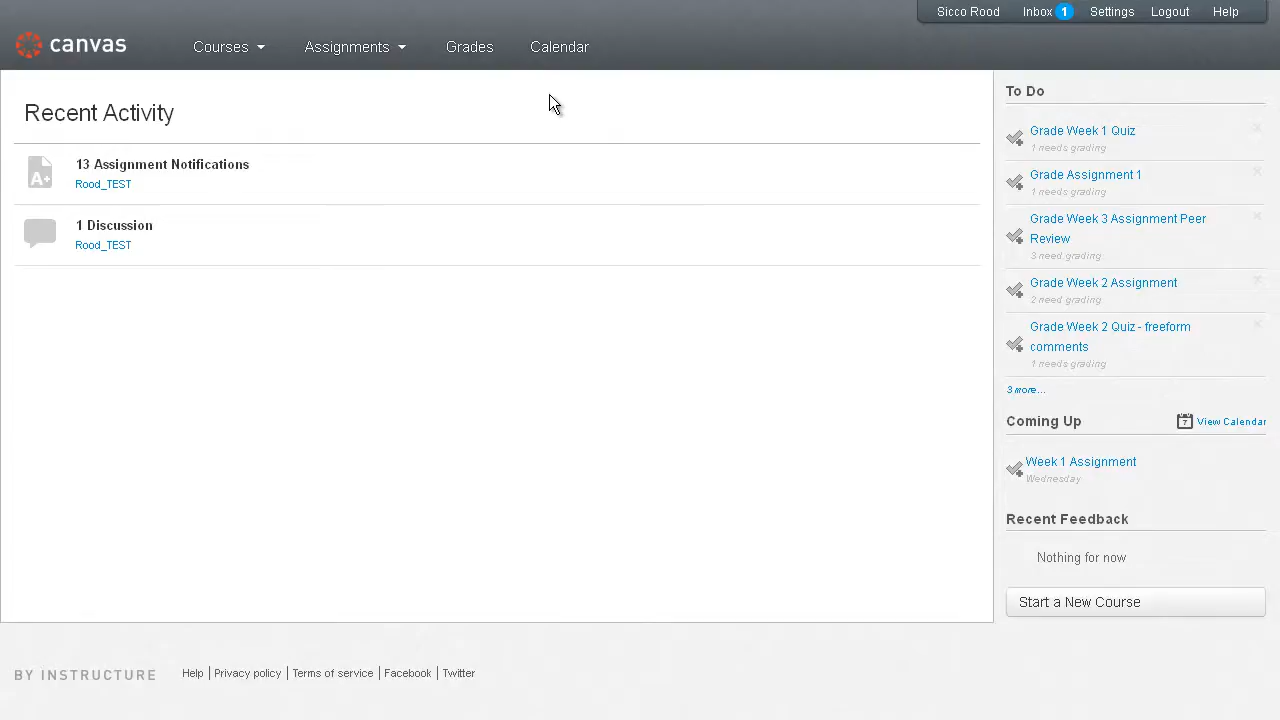 Sicco Rood Inbox 1 Settings Logout Help
canvas Courses Assignments Grades Calendar
Recent Activity
13 Assignment Notifications
Rood_TEST
1 Discussion
Rood_TEST
To Do
Grade Week 1 Quiz
1 needs grading
Grade Assignment 1
1 needs grading
Grade Week 3 Assignment Peer
Review
3 need grading
Grade Week 2 Assignment
2 need grading
Grade Week 2 Quiz - freeform
comments
1 needs grading
3 more...
Coming Up 7 View Calendar
Week 1 Assignment
Wednesday
Recent Feedback
Nothing for now
Start a New Course
BY INSTRUCTURE Help | Privacy policy | Terms of service | Facebook | Twitter
A+